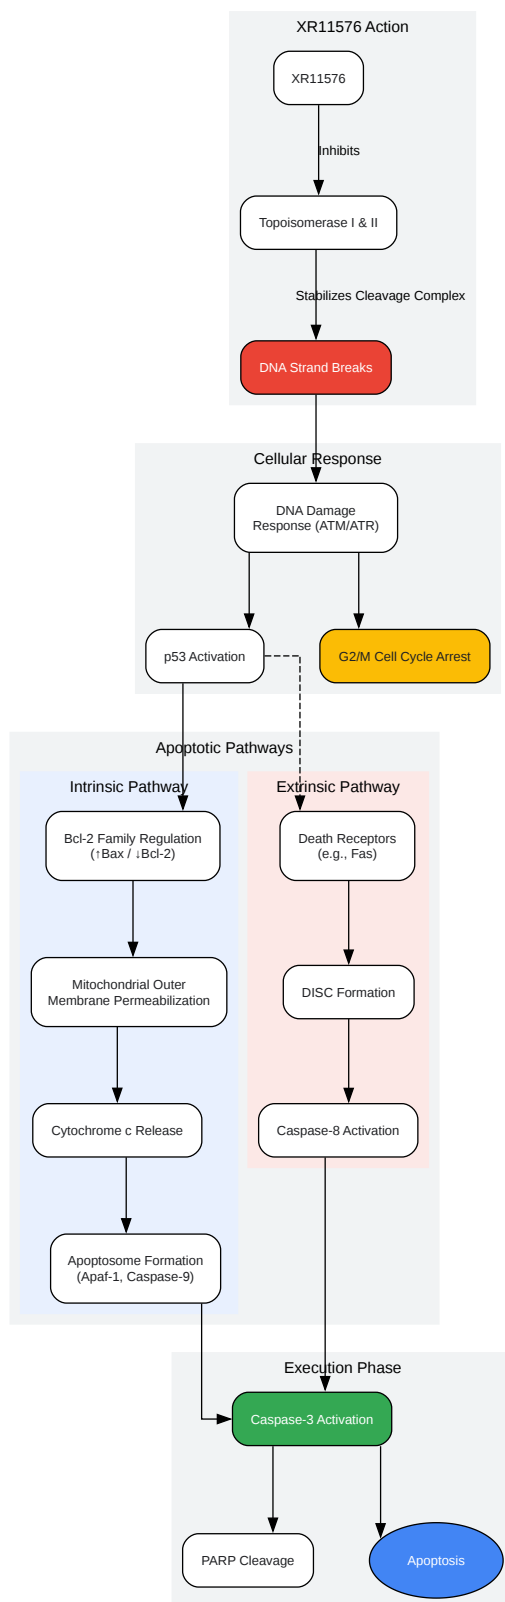 XR11576 Action
XR11576
Inhibits
Topoisomerase I & II
Stabilizes Cleavage Complex
DNA Strand Breaks
Cellular Response
DNA Damage
Response (ATM/ATR)
p53 Activation
G2/M Cell Cycle Arrest
Apoptotic Pathways
Intrinsic Pathway
Extrinsic Pathway
Bcl-2 Family Regulation
(↑Bax / ↓Bcl-2)
Death Receptors
(e.g., Fas)
Mitochondrial Outer
Membrane Permeabilization
DISC Formation
Cytochrome c Release
Caspase-8 Activation
Apoptosome Formation
(Apaf-1, Caspase-9)
Execution Phase
Caspase-3 Activation
PARP Cleavage
Apoptosis